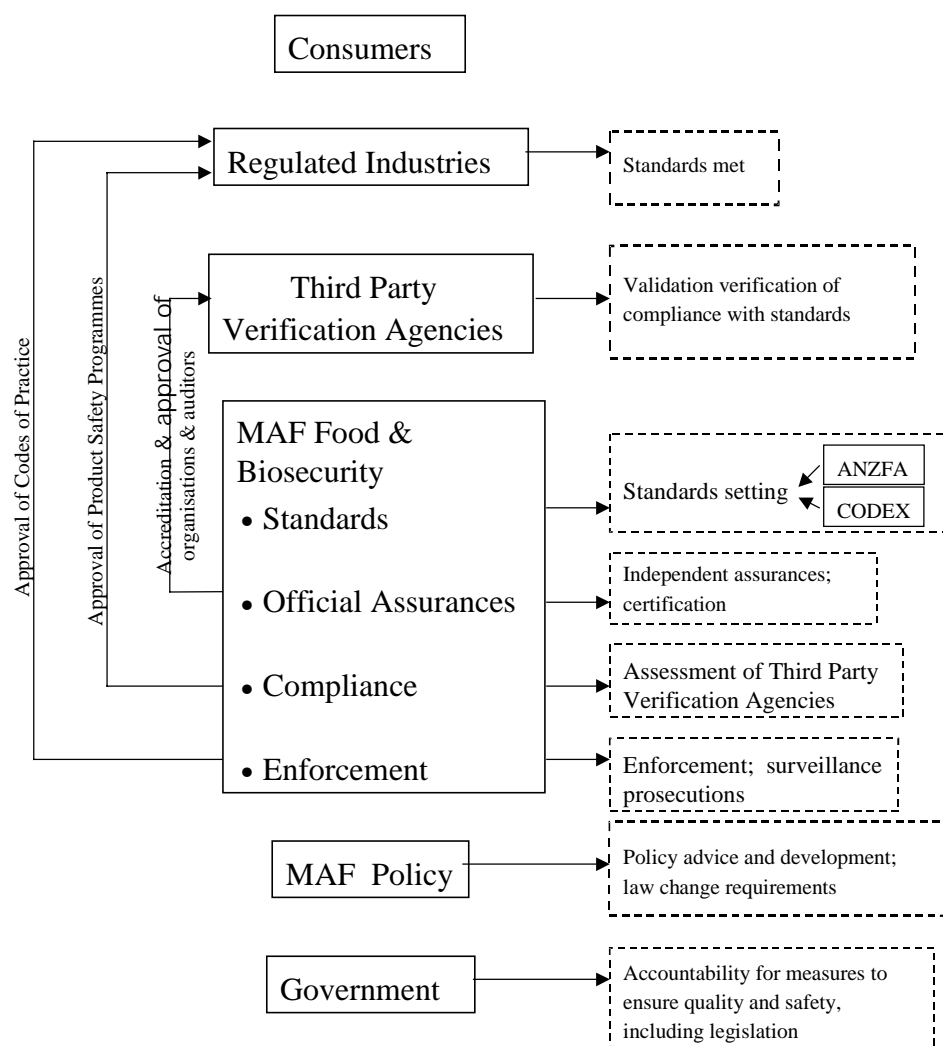 Consumers
Regulated Industries
Standards met
Third Party
Verification Agencies
Validation verification of
compliance with standards
MAF Food &
Biosecurity
• Standards
• Official Assurances
• Compliance
• Enforcement
Standards setting
ANZFA
CODEX
Independent assurances;
certification
Assessment of Third Party
Verification Agencies
Enforcement; surveillance
prosecutions
MAF Policy
Policy advice and development;
law change requirements
Government
Accountability for measures to
ensure quality and safety,
including legislation
Approval of Codes of Practice
Approval of Product Safety Programmes
Accreditation & approval of
organisations & auditors